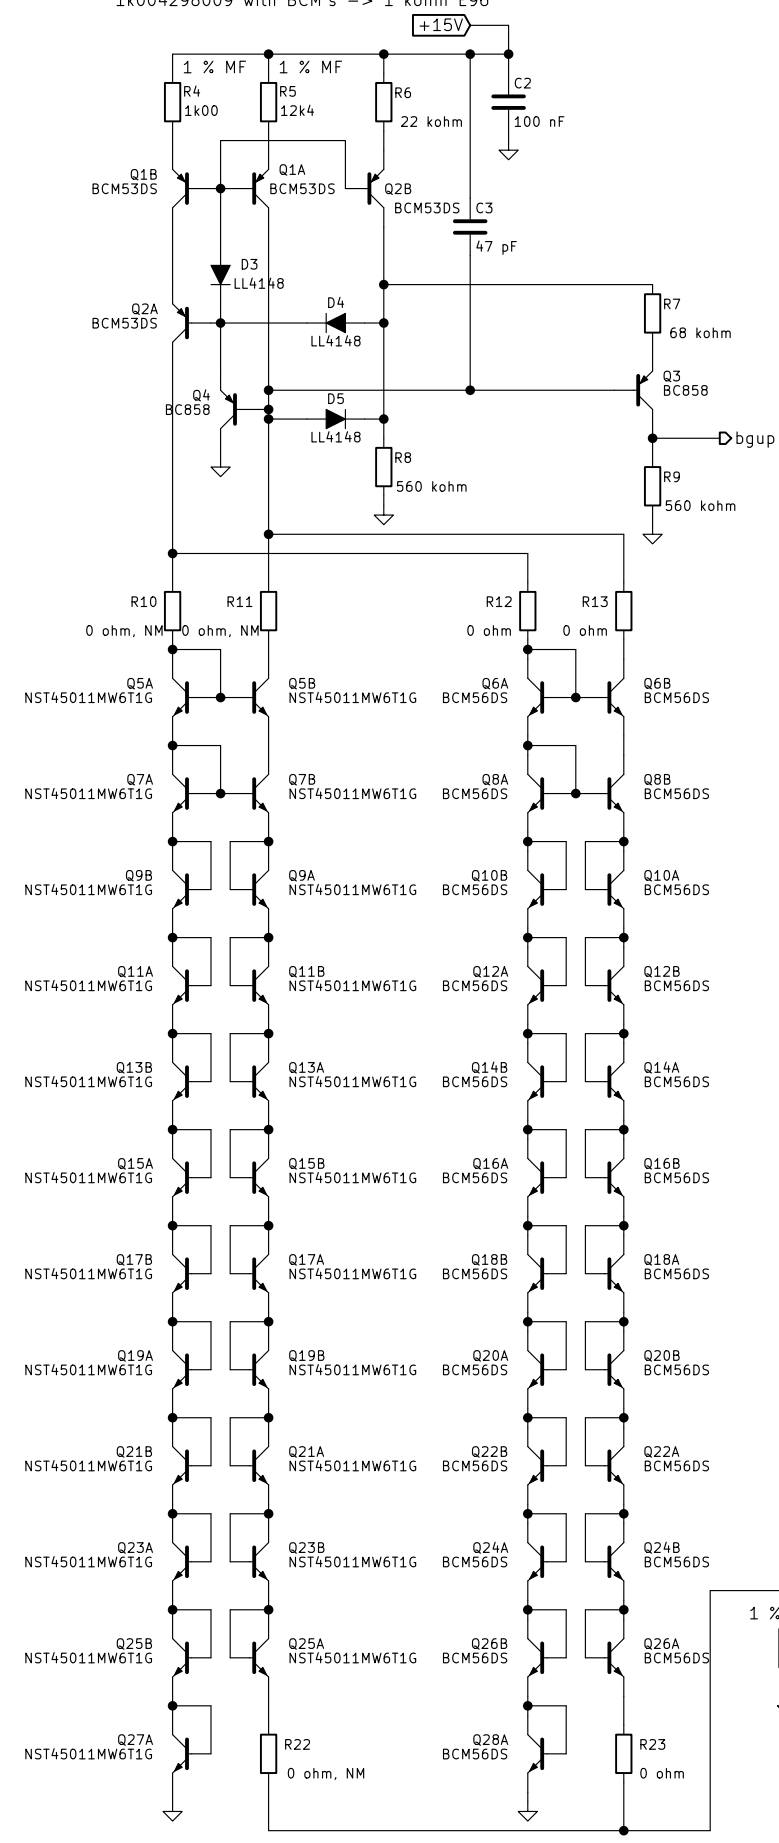 1k004298009 with BCM's -> 1 kohm E96
+15V
1 % MF
1 % MF
R4
1k00
R5
12k4
R6
22 kohm
C2
100 nF
Q1B
BCM53DS
Q1A
BCM53DS
Q2B
BCM53DS
C3
47 pF
D3
LL4148
Q2A
BCM53DS
D4
LL4148
R7
68 kohm
Q4
BC858
D5
LL4148
Q3
BC858
bgup
R8
560 kohm
R9
560 kohm
R10
0 ohm, NM
R11
0 ohm, NM
R12
0 ohm
R13
0 ohm
Q5A
NST45011MW6T1G
Q5B
NST45011MW6T1G
Q6A
BCM56DS
Q6B
BCM56DS
Q7A
NST45011MW6T1G
Q7B
NST45011MW6T1G
Q8A
BCM56DS
Q8B
BCM56DS
Q9B
NST45011MW6T1G
Q9A
NST45011MW6T1G
Q10B
BCM56DS
Q10A
BCM56DS
Q11A
NST45011MW6T1G
Q11B
NST45011MW6T1G
Q12A
BCM56DS
Q12B
BCM56DS
Q13B
NST45011MW6T1G
Q13A
NST45011MW6T1G
Q14B
BCM56DS
Q14A
BCM56DS
Q15A
NST45011MW6T1G
Q15B
NST45011MW6T1G
Q16A
BCM56DS
Q16B
BCM56DS
Q17B
NST45011MW6T1G
Q17A
NST45011MW6T1G
Q18B
BCM56DS
Q18A
BCM56DS
Q19A
NST45011MW6T1G
Q19B
NST45011MW6T1G
Q20A
BCM56DS
Q20B
BCM56DS
Q21B
NST45011MW6T1G
Q21A
NST45011MW6T1G
Q22B
BCM56DS
Q22A
BCM56DS
Q23A
NST45011MW6T1G
Q23B
NST45011MW6T1G
Q24A
BCM56DS
Q24B
BCM56DS
Q25B
NST45011MW6T1G
Q25A
NST45011MW6T1G
Q26B
BCM56DS
Q26A
BCM56DS
1 %
Q27A
NST45011MW6T1G
R22
0 ohm, NM
Q28A
BCM56DS
R23
0 ohm